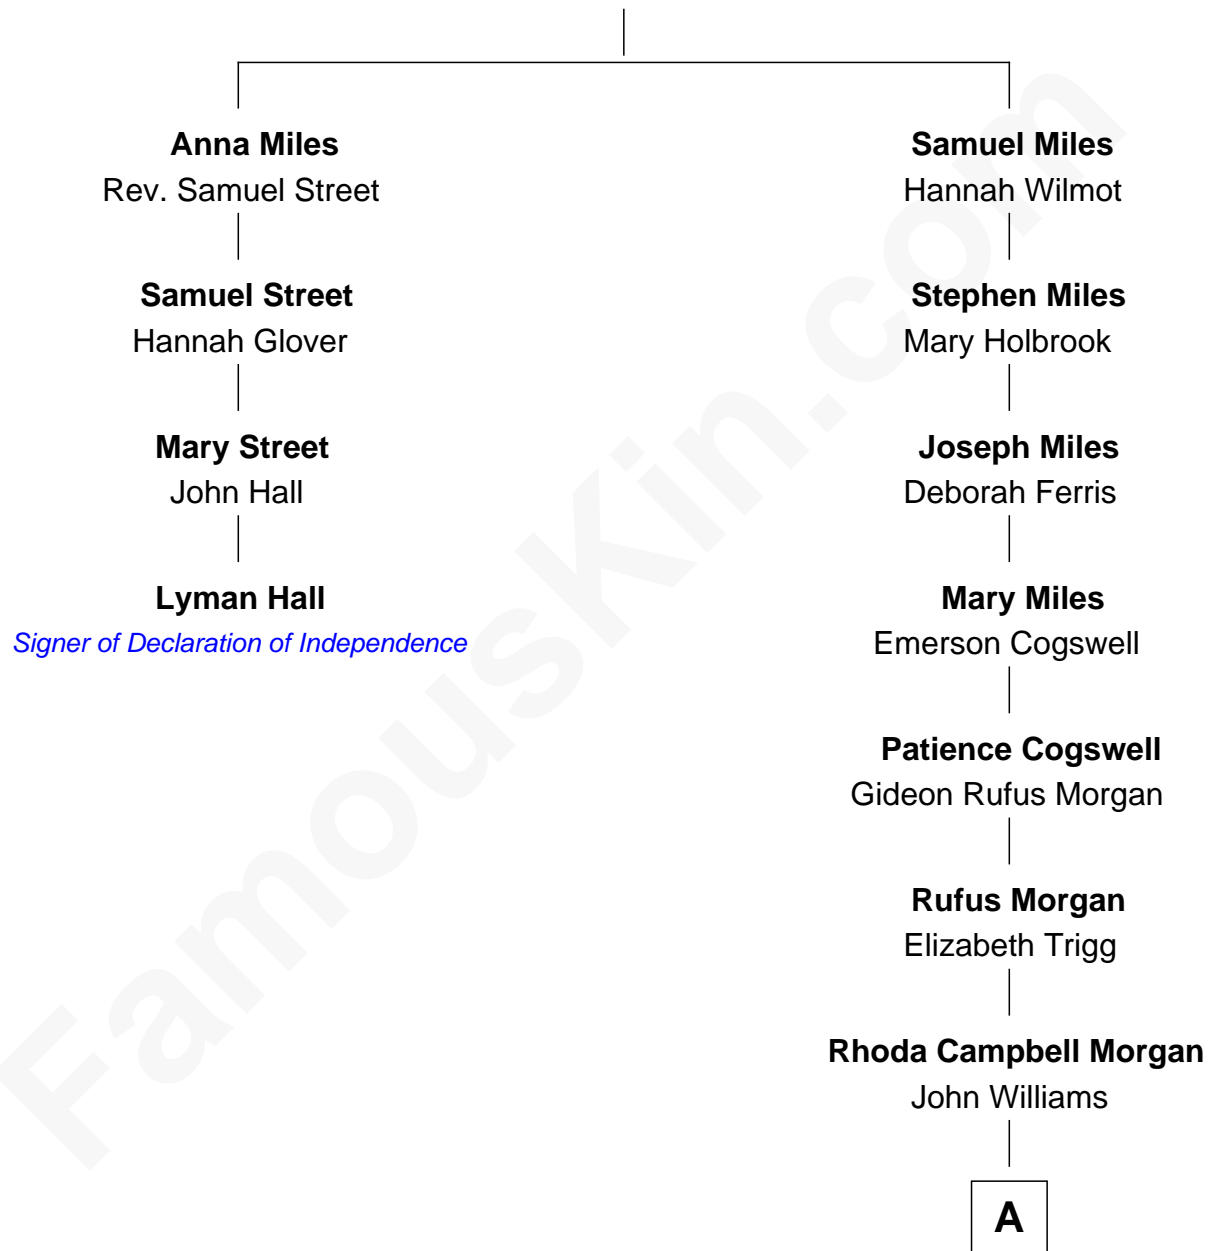 Anna Miles
Rev. Samuel Street
Samuel Street
Hannah Glover
Mary Street
John Hall
Lyman Hall
Signer of Declaration of Independence
Samuel Miles
Hannah Wilmot
Stephen Miles
Mary Holbrook
Joseph Miles
Deborah Ferris
Mary Miles
Emerson Cogswell
Patience Cogswell
Gideon Rufus Morgan
Rufus Morgan
Elizabeth Trigg
Rhoda Campbell Morgan
John Williams
A
FamousKin.com